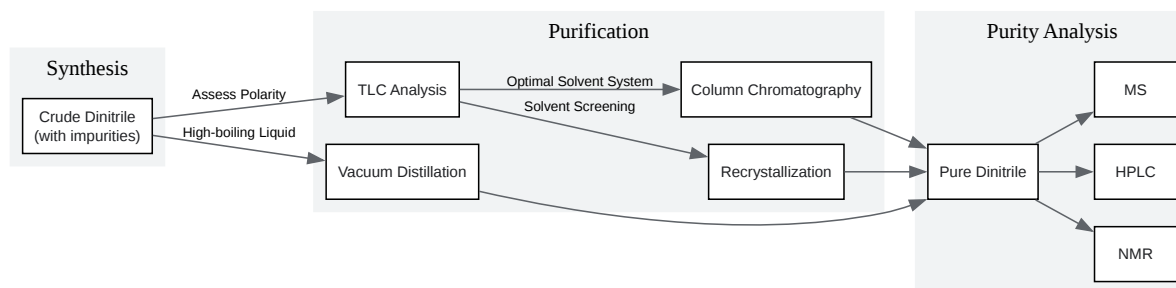 Synthesis
Crude Dinitrile
(with impurities)
Assess Polarity
High-boiling Liquid
Purification
TLC Analysis
Vacuum Distillation
Optimal Solvent System
Solvent Screening
Column Chromatography
Recrystallization
Purity Analysis
Pure Dinitrile
MS
HPLC
NMR